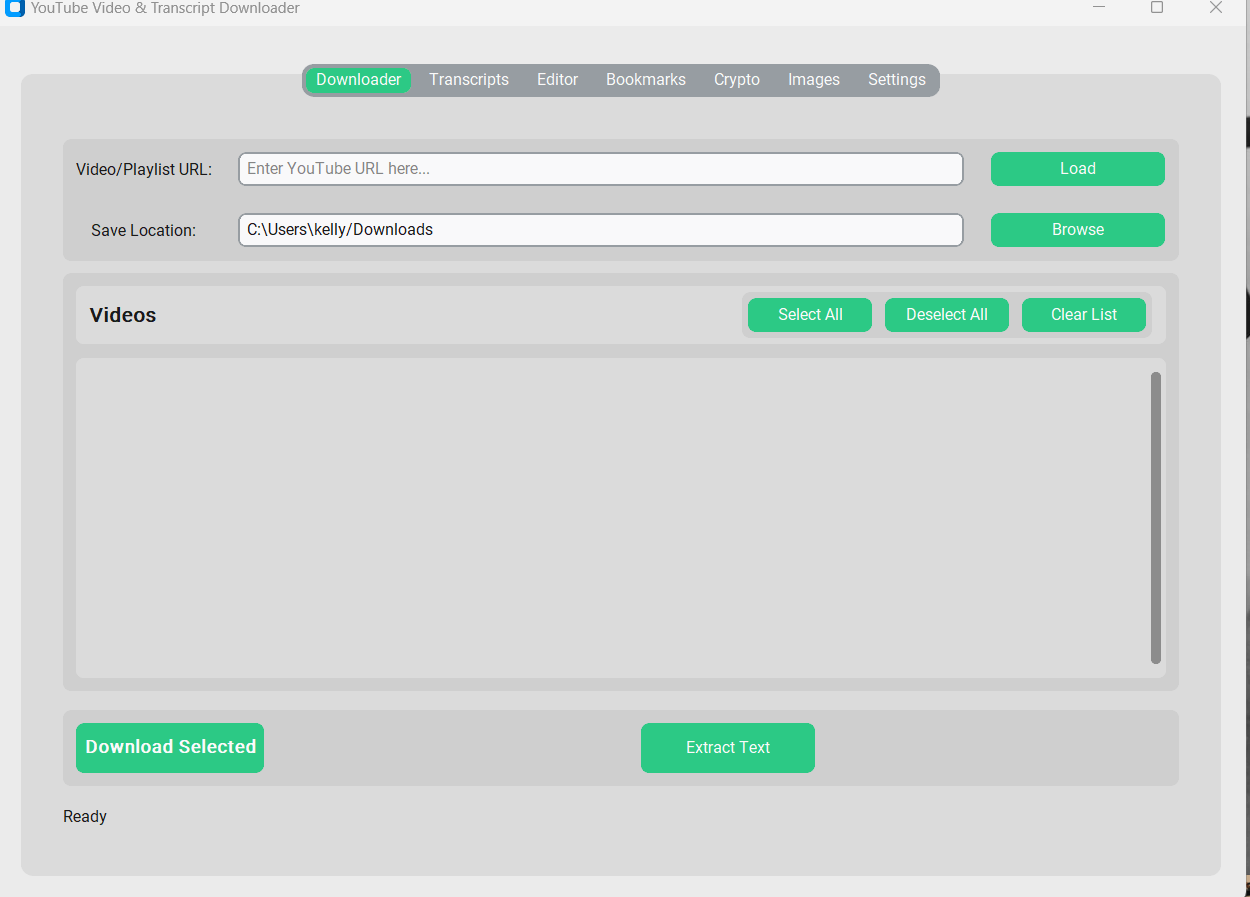 YouTube Video & Transcript Downloader
Downloader Transcripts Editor Bookmarks Crypto Images Settings
Video/Playlist URL: Enter YouTube URL here... Load
Save Location: C:\Users\kelly/Downloads Browse
Videos Select All Deselect All Clear List
Download Selected Extract Text
Ready